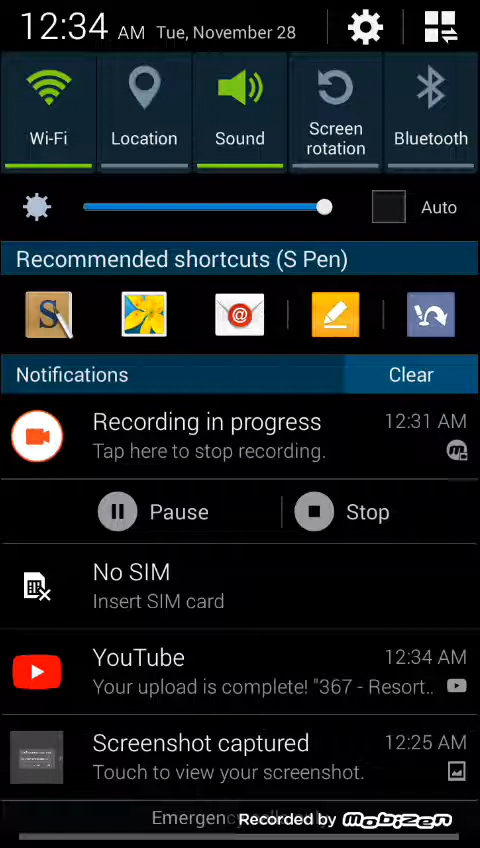 12:34 AM Tue, November 28
Wi-Fi Location Sound Screen rotation Bluetooth
Auto
Recommended shortcuts (S Pen)
S @
Notifications Clear
Recording in progress 12:31 AM
Tap here to stop recording.
Pause Stop
No SIM
Insert SIM card
YouTube 12:34 AM
Your upload is complete! "367 - Resort..
Screenshot captured 12:25 AM
Touch to view your screenshot.
Emergency Recorded by Mobizen